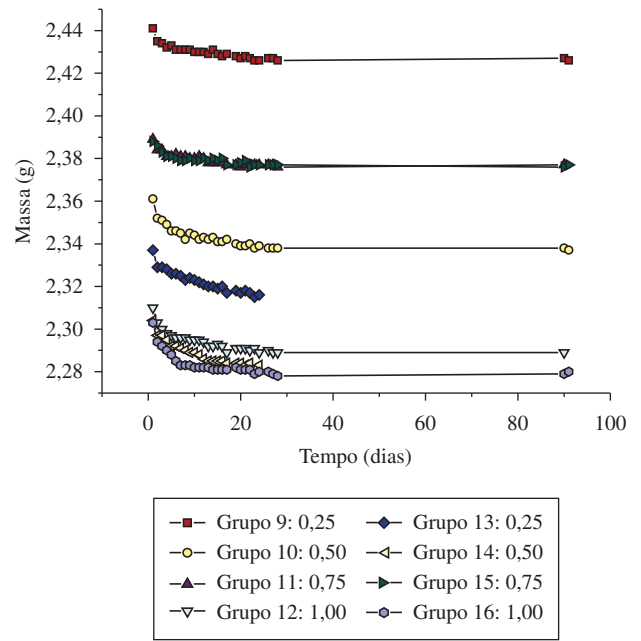 2,44
2,42
2,40
2,38
2,36
2,34
2,32
2,30
2,28
Massa (g)
0 20 40 60 80 100
Tempo (dias)
Grupo 9: 0,25 Grupo 13: 0,25
Grupo 10: 0,50 Grupo 14: 0,50
Grupo 11: 0,75 Grupo 15: 0,75
Grupo 12: 1,00 Grupo 16: 1,00